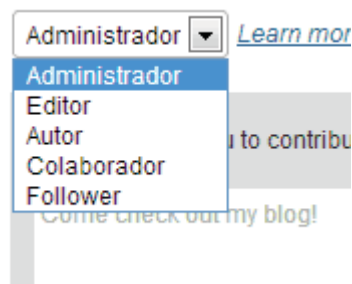 Administrador Learn mor
Administrador
Editor
Autor
Colaborador
Follower
to contribu
Come check out my blog!